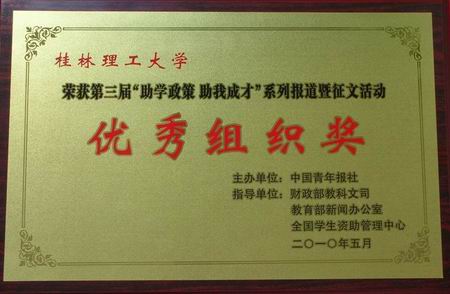 桂林理工大学
荣获第三届“助学政策 助我成才”系列报道暨征文活动
优秀组织奖
主办单位：中国青年报社
指导单位：财政部教科文司
教育部新闻办公室
全国学生资助管理中心
二〇一〇年五月